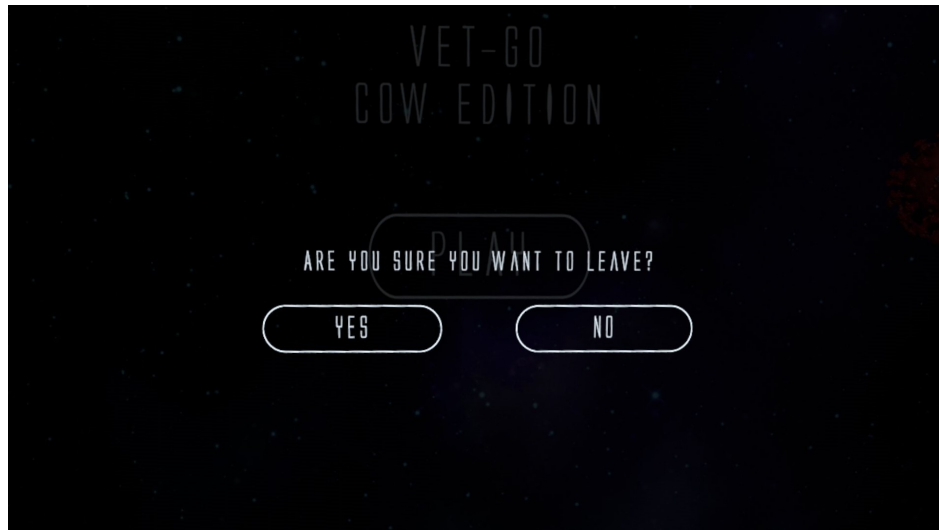 VET-GO
COW EDITION
PLAY
ARE YOU SURE YOU WANT TO LEAVE?
YES
NO